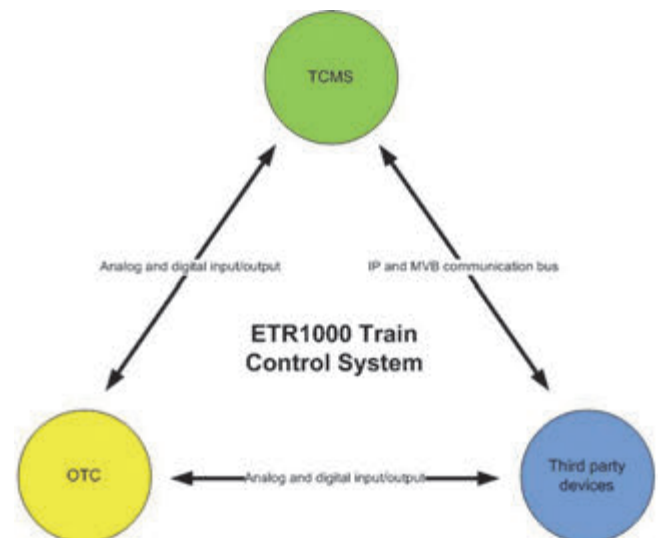 TCMS
Analog and digital input/output
IP and MVB communication bus
ETR1000 Train
Control System
OTC
Analog and digital input/output
Third party
devices